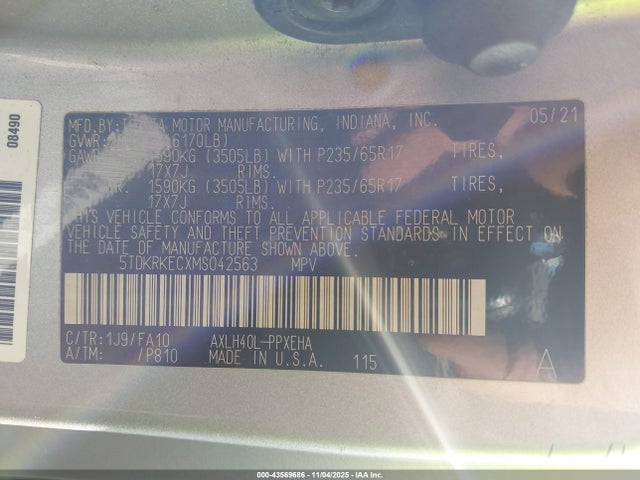 08490
MFD.BY: MOTOR MANUFACTURING, INDIANA, INC. 05/21
GVWR: 6170LB)
GAWR 1590KG (3505LB) WITH P235/65R17 TIRES,
17X7J RIMS.
1590KG (3505LB) WITH P235/65R17 TIRES,
17X7J RIMS.
THIS VEHICLE CONFORMS TO ALL APPLICABLE FEDERAL MOTOR
VEHICLE SAFETY AND THEFT PREVENTION STANDARDS IN EFFECT ON THE
DATE OF MANUFACTURE SHOWN ABOVE.
5TDKRKECXMS042563 MPV
C/TR: 1J9/FA10 AXLH40L-PPXEHA
A/TM: /P810 MADE IN U.S.A. 115 A
000-43569686 - 11/04/2025 - IAA Inc.